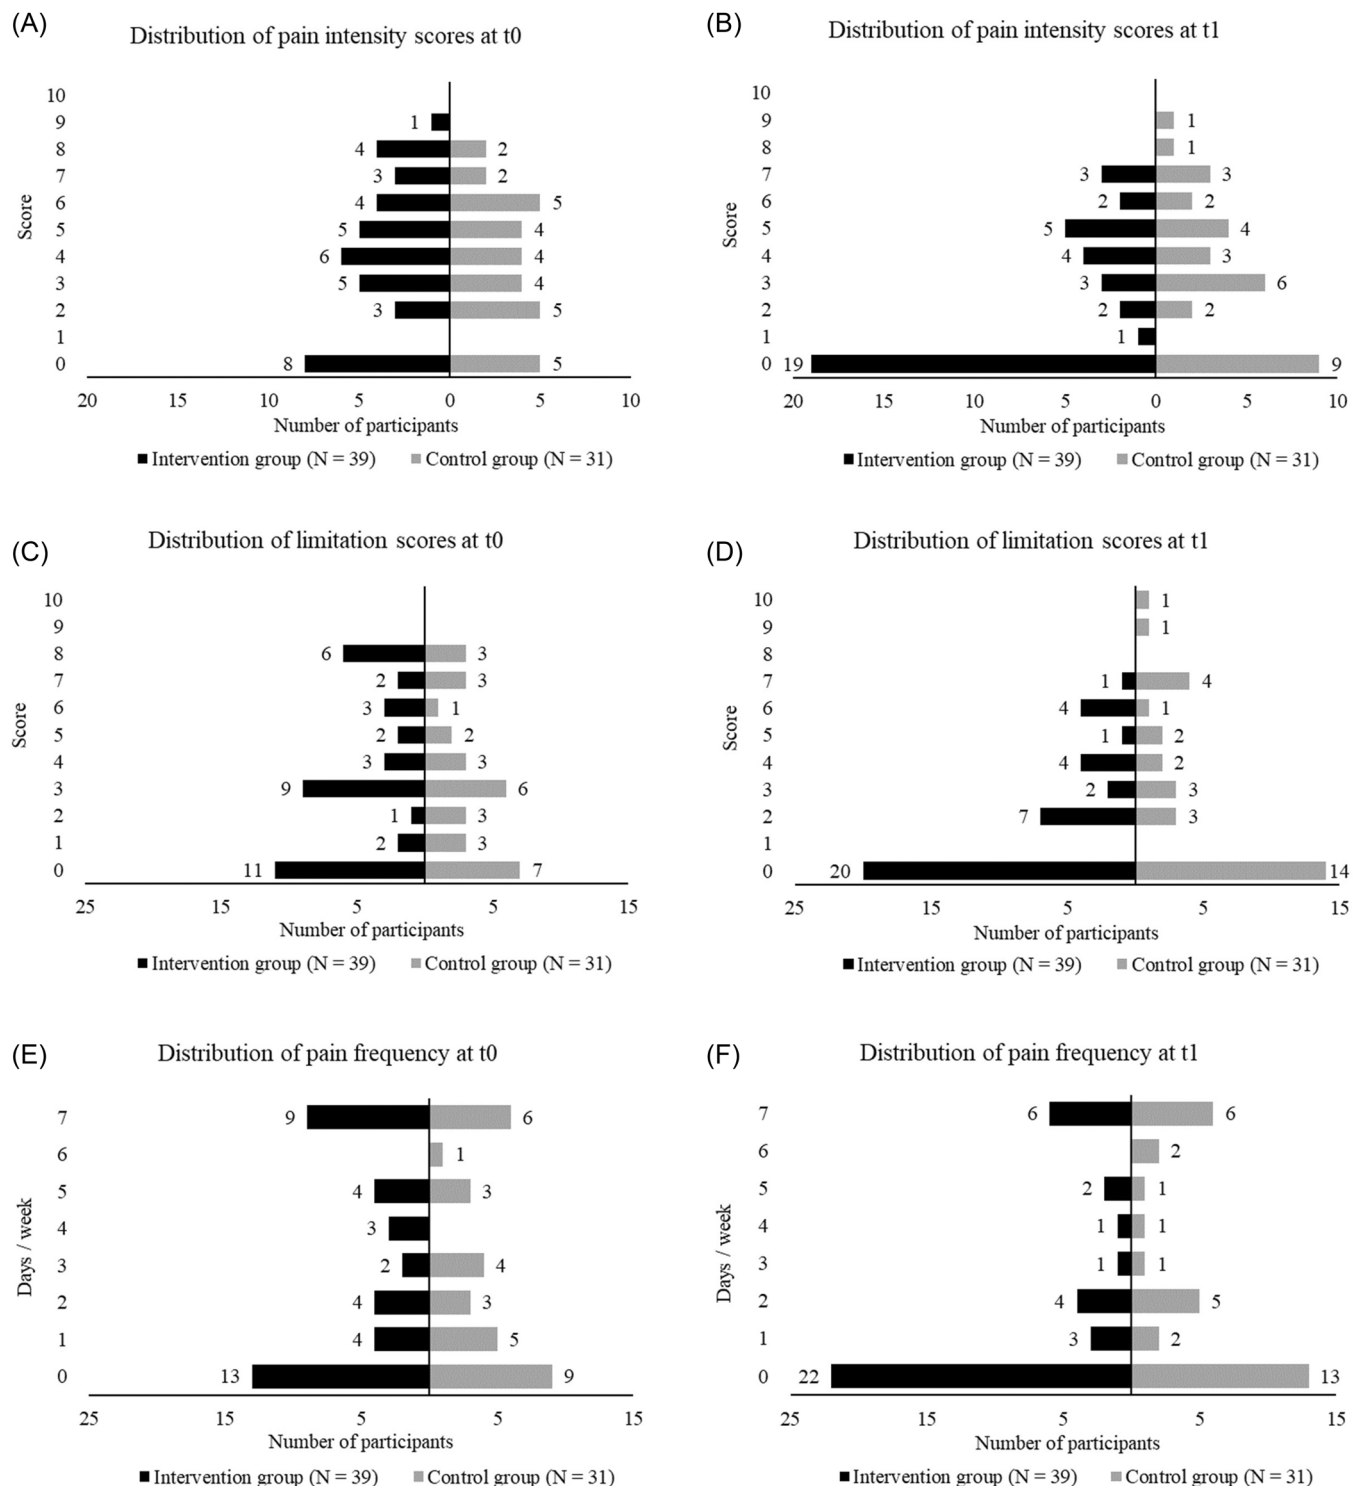 (A)
Distribution of pain intensity scores at t0
10
9 1
8 4 2
7 3 2
6 4 5
5 5 4
4 6 4
3 5 4
2 3 5
1
0 8 5
Score
20 15 10 5 0 5 10
Number of participants
Intervention group (N = 39) Control group (N = 31)
(B)
Distribution of pain intensity scores at t1
10
9 1
8 1
7 3 3
6 2 2
5 5 4
4 4 3
3 3 6
2 2 2
1 1
0 19 9
Score
20 15 10 5 0 5 10
Number of participants
Intervention group (N = 39) Control group (N = 31)
(C)
Distribution of limitation scores at t0
10
9
8 6 3
7 2 3
6 3 1
5 2 2
4 3 3
3 9 6
2 1 3
1 2 3
0 11 7
Score
25 15 5 5 15
Number of participants
Intervention group (N = 39) Control group (N = 31)
(D)
Distribution of limitation scores at t1
10 1
9 1
8
7 1 4
6 4 1
5 1 2
4 4 2
3 2 3
2 7 3
1
0 20 14
Score
25 15 5 5 15
Number of participants
Intervention group (N = 39) Control group (N = 31)
(E)
Distribution of pain frequency at t0
7 9 6
6 1
5 4 3
4 3
3 2 4
2 4 3
1 4 5
0 13 9
Days / week
25 15 5 5 15
Number of participants
Intervention group (N = 39) Control group (N = 31)
(F)
Distribution of pain frequency at t1
7 6 6
6 2
5 2 1
4 1 1
3 1 1
2 4 5
1 3 2
0 22 13
Days / week
25 15 5 5 15
Number of participants
Intervention group (N = 39) Control group (N = 31)